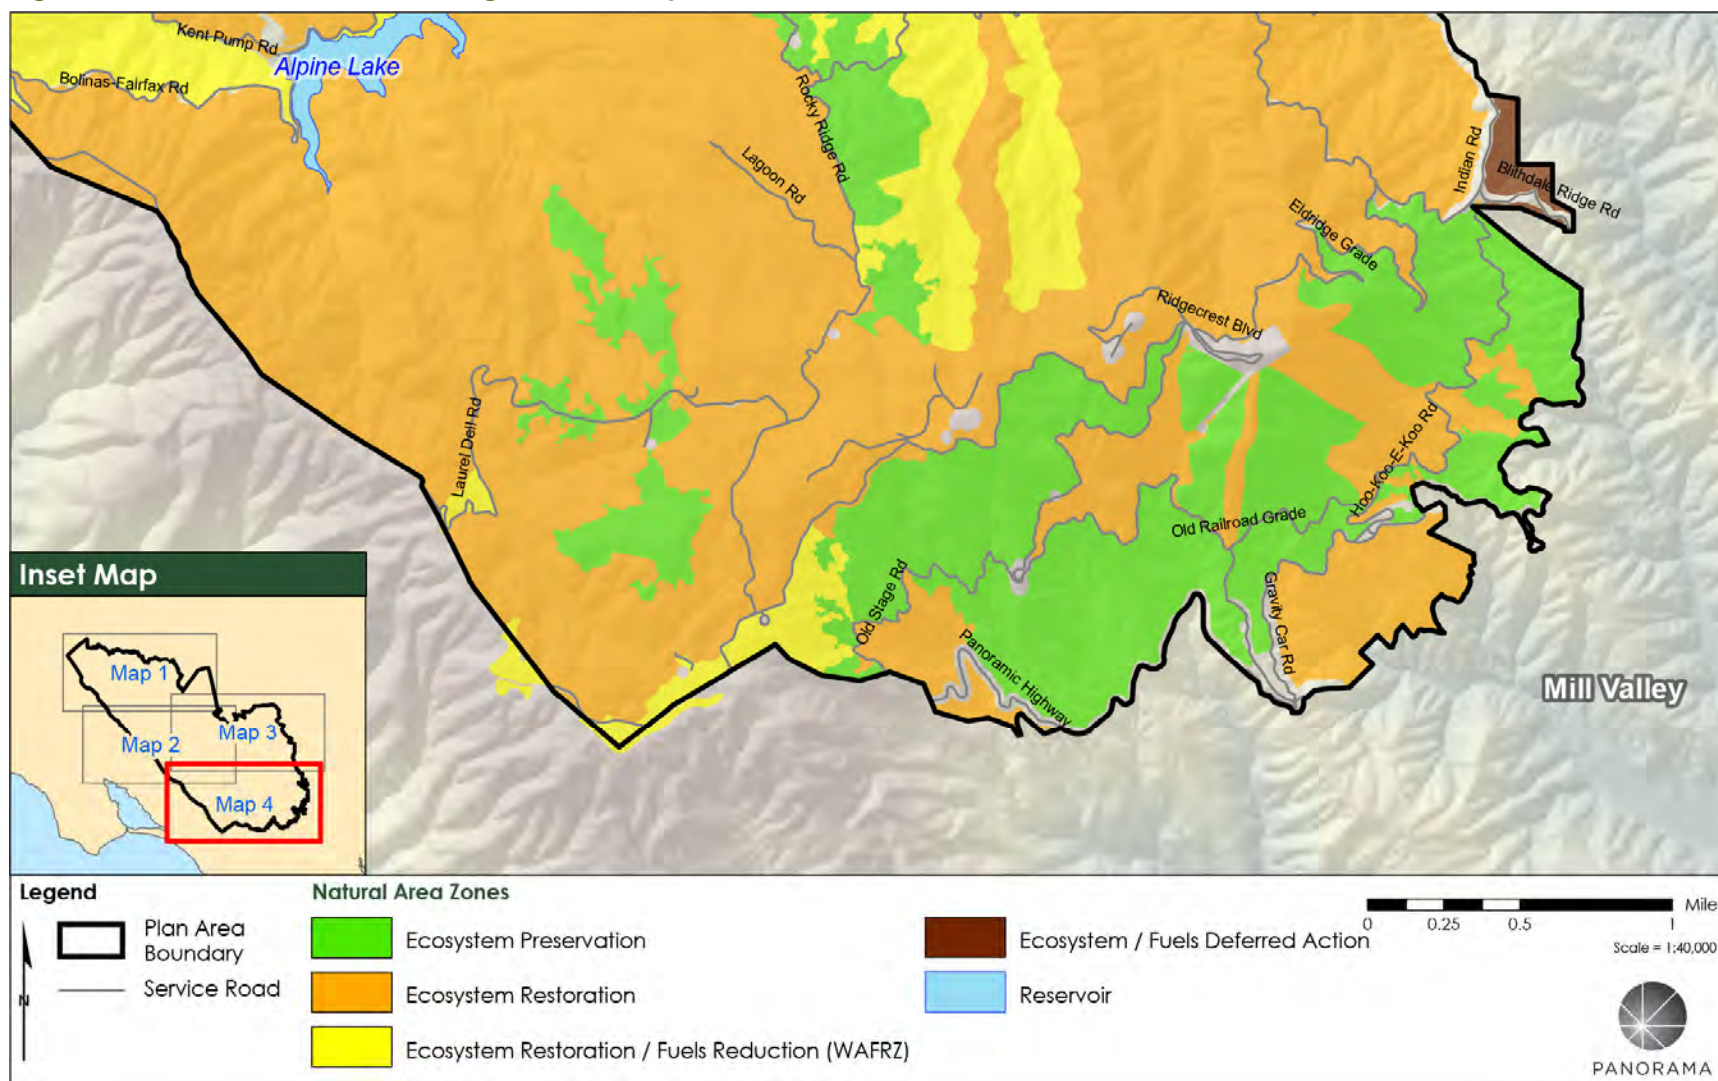 Kent Pump Rd
Alpine Lake
Bolinas-Fairfax Rd
Rocky Ridge Rd
Lagoon Rd
Indian Rd
Blithdale Ridge Rd
Eldridge Grade
Ridgecrest Blvd
Laurel Dell Rd
Hoo-Koo-E-Koo Rd
Old Railroad Grade
Old Stage Rd
Gravity Car Rd
Panoramic Highway
Mill Valley
Inset Map
Map 1
Map 3
Map 2
Map 4
Legend
Plan Area
Boundary
Service Road
N
Natural Area Zones
Ecosystem Preservation
Ecosystem Restoration
Ecosystem Restoration / Fuels Reduction (WAFRZ)
Ecosystem / Fuels Deferred Action
Reservoir
Mile
0 0.25 0.5 1
Scale = 1:40,000
PANORAMA